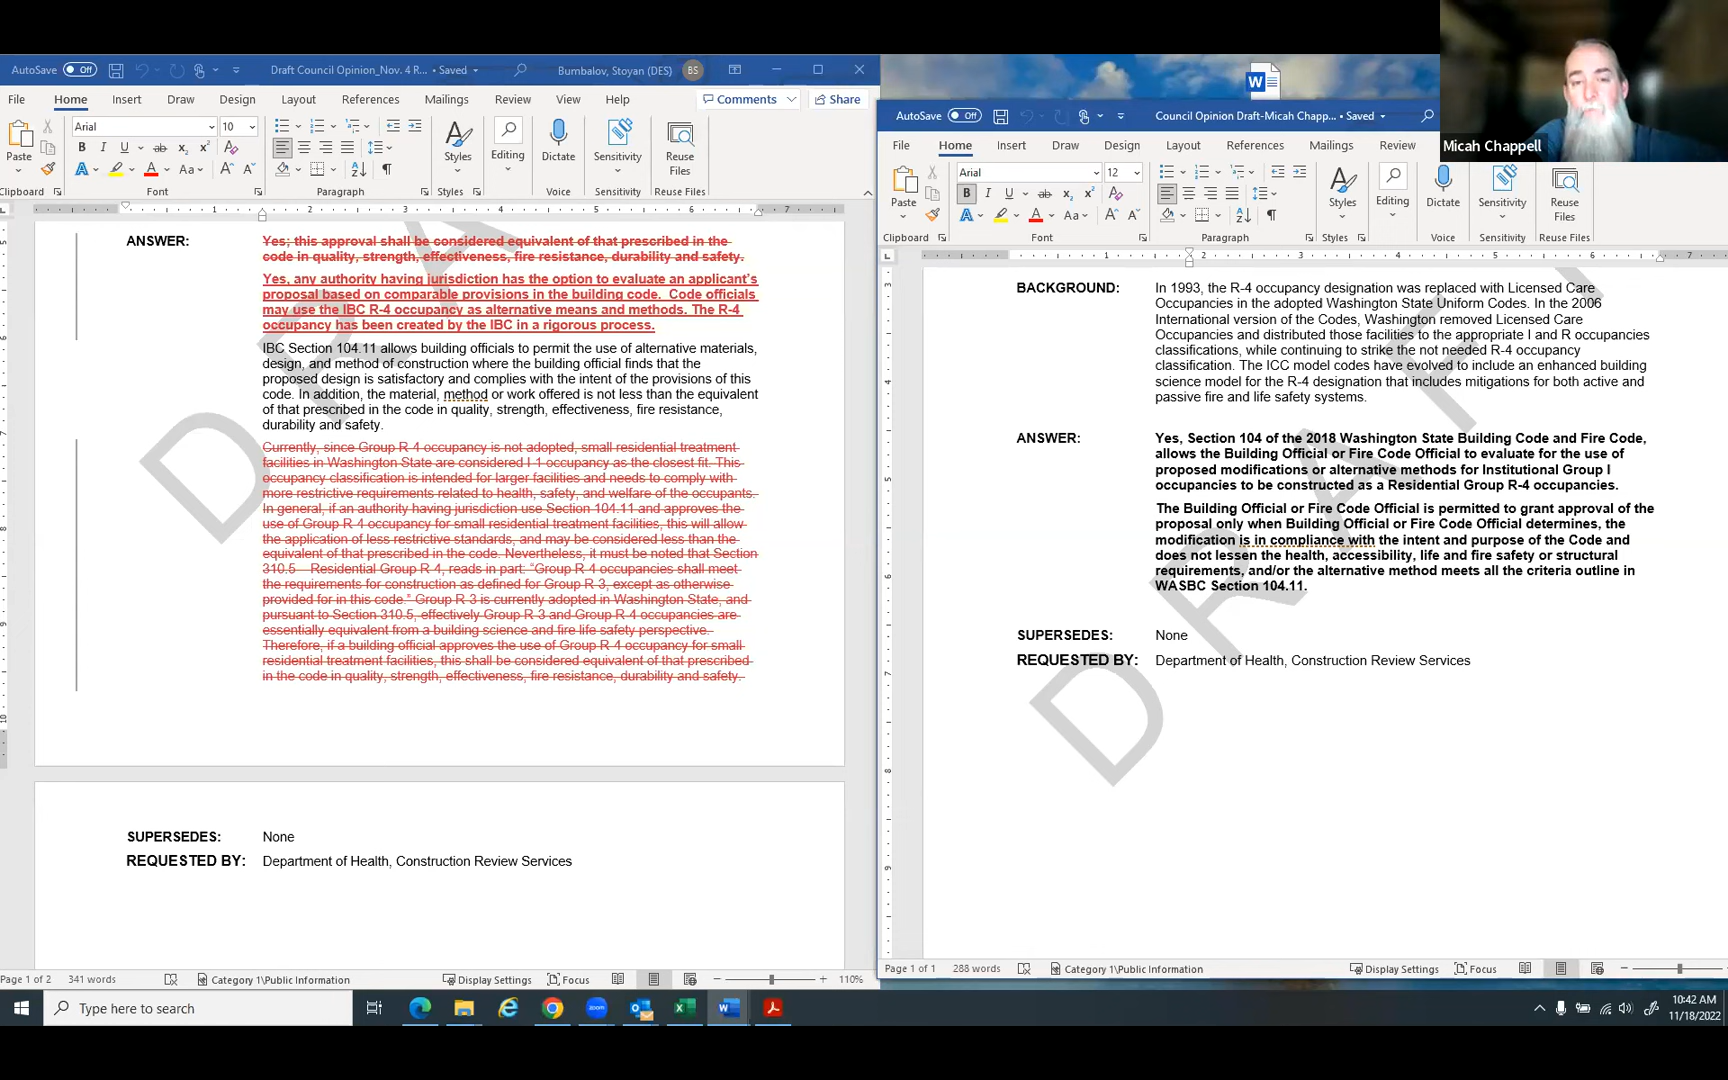 AutoSave Off
Draft Council Opinion_Nov. 4 R... • Saved
Bumbalov, Stoyan (DES) BS
File Home Insert Draw Design Layout References Mailings Review View Help
Comments Share
Arial 10
Paste
Styles
Editing
Dictate
Sensitivity
Reuse Files
Clipboard Font Paragraph Styles Voice Sensitivity Reuse Files
ANSWER:
Yes; this approval shall be considered equivalent of that prescribed in the
code in quality, strength, effectiveness, fire resistance, durability and safety.
Yes, any authority having jurisdiction has the option to evaluate an applicant's
proposal based on comparable provisions in the building code. Code officials
may use the IBC R-4 occupancy as alternative means and methods. The R-4
occupancy has been created by the IBC in a rigorous process.
IBC Section 104.11 allows building officials to permit the use of alternative materials,
design, and method of construction where the building official finds that the
proposed design is satisfactory and complies with the intent of the provisions of this
code. In addition, the material, method or work offered is not less than the equivalent
of that prescribed in the code in quality, strength, effectiveness, fire resistance,
durability and safety.
Currently, since Group R-4 occupancy is not adopted, small residential treatment
facilities in Washington State are considered I-1 occupancy as the closest fit. This
occupancy classification is intended for larger facilities and needs to comply with
more restrictive requirements related to health, safety, and welfare of the occupants.
In general, if an authority having jurisdiction use Section 104.11 and approves the
use of Group R-4 occupancy for small residential treatment facilities, this will allow
the application of less restrictive standards, and may be considered less than the
equivalent of that prescribed in the code. Nevertheless, it must be noted that Section
310.5 – Residential Group R-4, reads in part: “Group R-4 occupancies shall meet
the requirements for construction as defined for Group R-3, except as otherwise
provided for in this code.” Group R-3 is currently adopted in Washington State, and
pursuant to Section 310.5, effectively Group R-3 and Group R-4 occupancies are
essentially equivalent from a building science and fire life safety perspective.
Therefore, if a building official approves the use of Group R-4 occupancy for small
residential treatment facilities, this shall be considered equivalent of that prescribed
in the code in quality, strength, effectiveness, fire resistance, durability and safety.
SUPERSEDES: None
REQUESTED BY: Department of Health, Construction Review Services
Page 1 of 2 341 words Category 1\Public Information Display Settings Focus 110%
AutoSave Off
Council Opinion Draft-Micah Chapp... • Saved
File Home Insert Draw Design Layout References Mailings Review
Arial 12
Paste
Styles
Editing
Dictate
Sensitivity
Reuse Files
Clipboard Font Paragraph Styles Voice Sensitivity Reuse Files
Micah Chappell
BACKGROUND: In 1993, the R-4 occupancy designation was replaced with Licensed Care
Occupancies in the adopted Washington State Uniform Codes. In the 2006
International version of the Codes, Washington removed Licensed Care
Occupancies and distributed those facilities to the appropriate I and R occupancies
classifications, while continuing to strike the not needed R-4 occupancy
classification. The ICC model codes have evolved to include an enhanced building
science model for the R-4 designation that includes mitigations for both active and
passive fire and life safety systems.
ANSWER: Yes, Section 104 of the 2018 Washington State Building Code and Fire Code,
allows the Building Official or Fire Code Official to evaluate for the use of
proposed modifications or alternative methods for Institutional Group I
occupancies to be constructed as a Residential Group R-4 occupancies.
The Building Official or Fire Code Official is permitted to grant approval of the
proposal only when Building Official or Fire Code Official determines, the
modification is in compliance with the intent and purpose of the Code and
does not lessen the health, accessibility, life and fire safety or structural
requirements, and/or the alternative method meets all the criteria outline in
WASBC Section 104.11.
SUPERSEDES: None
REQUESTED BY: Department of Health, Construction Review Services
DRAFT
Page 1 of 1 288 words Category 1\Public Information Display Settings Focus
Type here to search
10:42 AM
11/18/2022